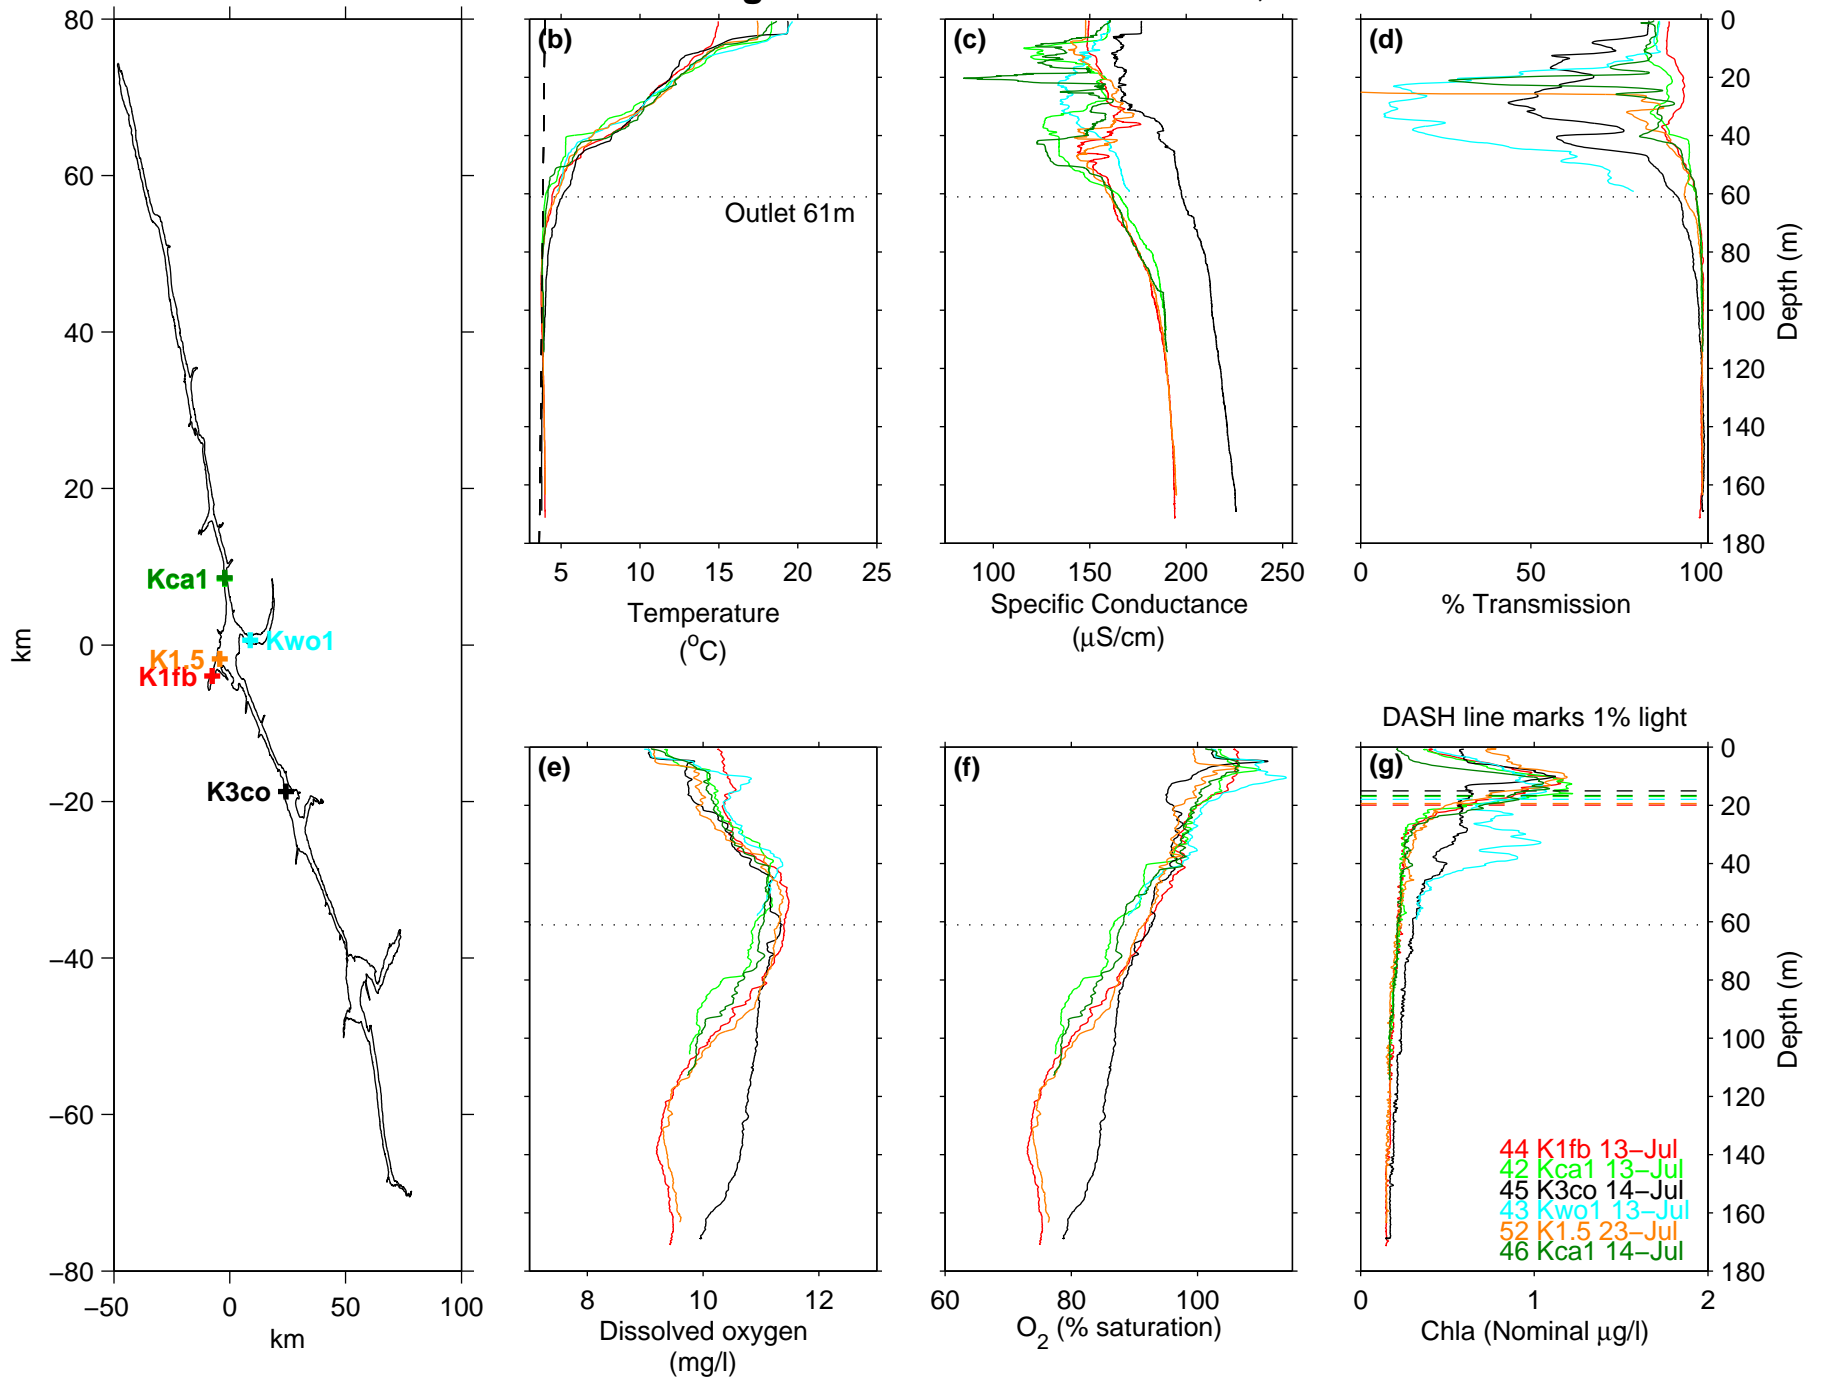 80
60
40
20
0
−20
−40
−60
−80
km
−50
0
50
100
km
Kca1
Kwo1
K1.5
K1fb
K3co
(b)
Outlet 61m
5
10
15
20
25
Temperature
(oC)
(c)
100
150
200
250
Specific Conductance
(μS/cm)
(d)
0
50
100
% Transmission
0
20
40
60
80
100
120
140
160
180
Depth (m)
(e)
8
10
12
Dissolved oxygen
(mg/l)
(f)
60
80
100
O2 (% saturation)
DASH line marks 1% light
(g)
44 K1fb 13−Jul
42 Kca1 13−Jul
45 K3co 14−Jul
43 Kwo1 13−Jul
52 K1.5 23−Jul
46 Kca1 14−Jul
0
1
2
Chla (Nominal μg/l)
0
20
40
60
80
100
120
140
160
180
Depth (m)